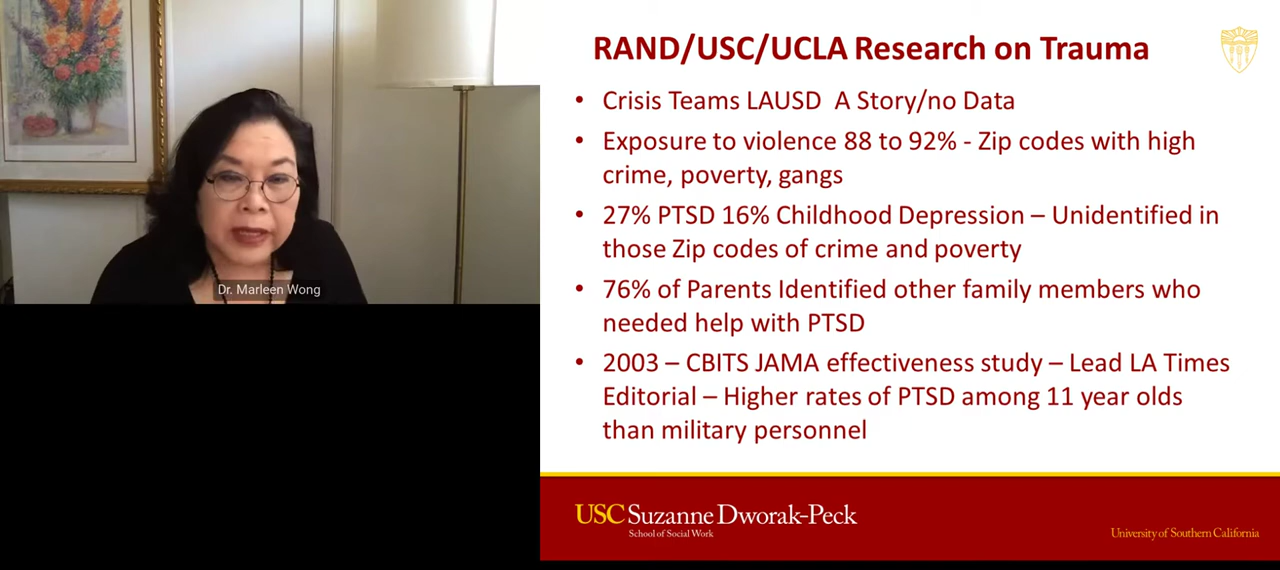 Dr. Marleen Wong
RAND/USC/UCLA Research on Trauma
• Crisis Teams LAUSD  A Story/no Data
• Exposure to violence 88 to 92% - Zip codes with high
crime, poverty, gangs
• 27% PTSD 16% Childhood Depression – Unidentified in
those Zip codes of crime and poverty
• 76% of Parents Identified other family members who
needed help with PTSD
• 2003 – CBITS JAMA effectiveness study – Lead LA Times
Editorial – Higher rates of PTSD among 11 year olds
than military personnel
USC Suzanne Dworak-Peck
School of Social Work
University of Southern California